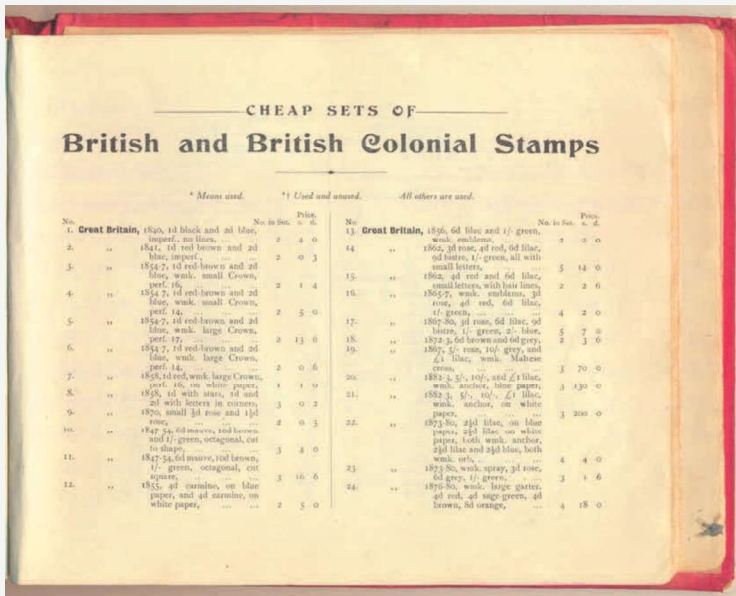 CHEAP SETS OF
British and British Colonial Stamps
* Means used. *† Used and unused. All others are used.
No. No. in Set. Price. s. d.
1. Great Britain, 1840, 1d black and 2d blue,
imperf., no lines, ... 2 4 0
2. ,, 1841, 1d red brown and 2d
blue, imperf., ... 2 0 3
3. ,, 1854-7, 1d red-brown and 2d
blue, wmk. small Crown,
perf. 16, ... 2 1 4
4. ,, 1854-7, 1d red-brown and 2d
blue, wmk. small Crown,
perf. 14, ... 2 5 0
5. ,, 1854-7, 1d red-brown and 2d
blue, wmk. large Crown,
perf. 17, ... 2 13 6
6. ,, 1854-7, 1d red-brown and 2d
blue, wmk. large Crown,
perf. 14, ... 2 0 6
7. ,, 1858, 1d red, wmk. large Crown,
perf. 16, on white paper, 1 1 0
8. ,, 1858, 1d with stars, 1d and
2d with letters in corners, 3 0 2
9. ,, 1870, small ½d rose and 1½d
rose, ... 2 0 5
10. ,, 1847-54, 6d mauve, 10d brown
and 1/- green, octagonal, cut
to shape, ... 3 4 0
11. ,, 1847-54, 6d mauve, 10d brown,
1/- green, octagonal, cut
square, ... 3 16 6
12. ,, 1855, 4d carmine, on blue
paper, and 4d carmine, on
white paper, ... 2 5 0
No. No. in Set. Price. s. d.
13. Great Britain, 1856, 6d lilac and 1/- green,
wmk. emblems, ... 2 2 0
14 ,, 1862, 3d rose, 4d red, 6d lilac,
9d bistre, 1/- green, all with
small letters, ... 5 14 0
15. ,, 1862, 4d red and 6d lilac,
small letters, with hair lines, 2 2 6
16. ,, 1865-7, wmk. emblems, 3d
rose, 4d red, 6d lilac,
1/- green, ... 4 2 0
17. ,, 1867-80, 3d rose, 6d lilac, 9d
bistre, 1/- green, 2/- blue, 5 7 0
18. ,, 1872-3, 6d brown and 6d grey, 2 3 6
19. ,, 1867, 5/- rose, 10/- grey, and
£1 lilac, wmk. Maltese
cross, ... 3 70 0
20. ,, 1882-3, 5/-, 10/-, and £1 lilac,
wmk. anchor, blue paper, 3 130 0
21. ,, 1882-3, 5/-, 10/-, £1 lilac,
wmk. anchor, on white
paper, ... 3 200 0
22. ,, 1873-80, 2½d lilac, on blue
paper, 2½d lilac on white
paper, both wmk. anchor,
2½d lilac and 2½d blue, both
wmk. orb, ... 4 4 0
23 ,, 1873-80, wmk. spray, 3d rose,
6d grey, 1/- green, ... 3 1 6
24. ,, 1876-80, wmk. large garter.
4d red, 4d sage-green, 4d
brown, 8d orange, ... 4 18 0